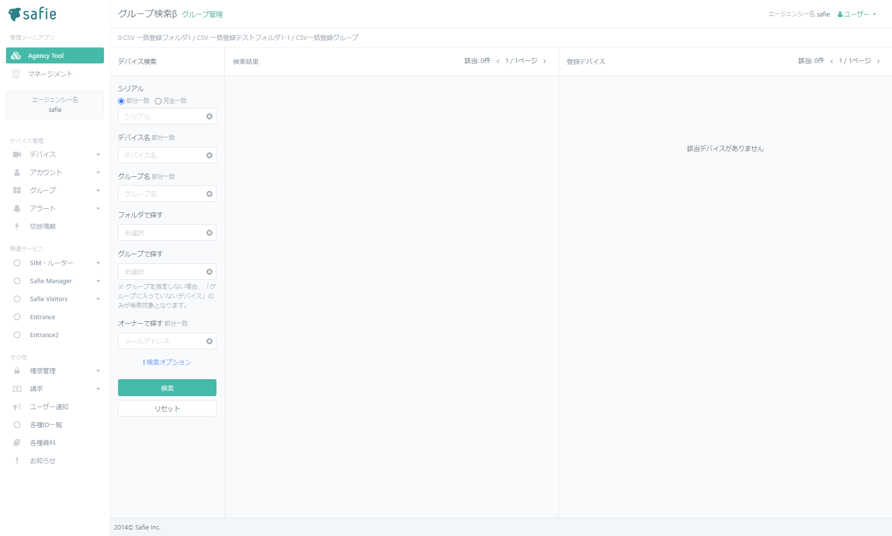 safie
グループ検索β グループ管理
エージェンシー名 safie
ユーザー
管理ツールアプリ
Agency Tool
マネージメント
エージェンシー名
safie
デバイス管理
デバイス
アカウント
グループ
アラート
切断情報
関連サービス
SIM・ルーター
Safie Manager
Safie Visitors
Entrance
Entrance2
その他
権限管理
請求
ユーザー通知
各種ID一覧
各種資料
お知らせ
0 CSV 一括登録フォルダ1 / CSV 一括登録テストフォルダ1-1 / CSV一括登録グループ
デバイス検索
シリアル
部分一致 完全一致
シリアル
デバイス名 部分一致
デバイス名
グループ名 部分一致
グループ名
フォルダで探す
未選択
グループで探す
未選択
※ グループを指定しない場合、「グ
ループに入っていないデバイス」の
みが検索対象となります。
オーナーで探す 部分一致
メールアドレス
検索オプション
検索
リセット
検索結果
該当: 0件 ‹ 1 / 1ページ ›
登録デバイス
該当: 0件 ‹ 1 / 1ページ ›
該当デバイスがありません
2014© Safie Inc.